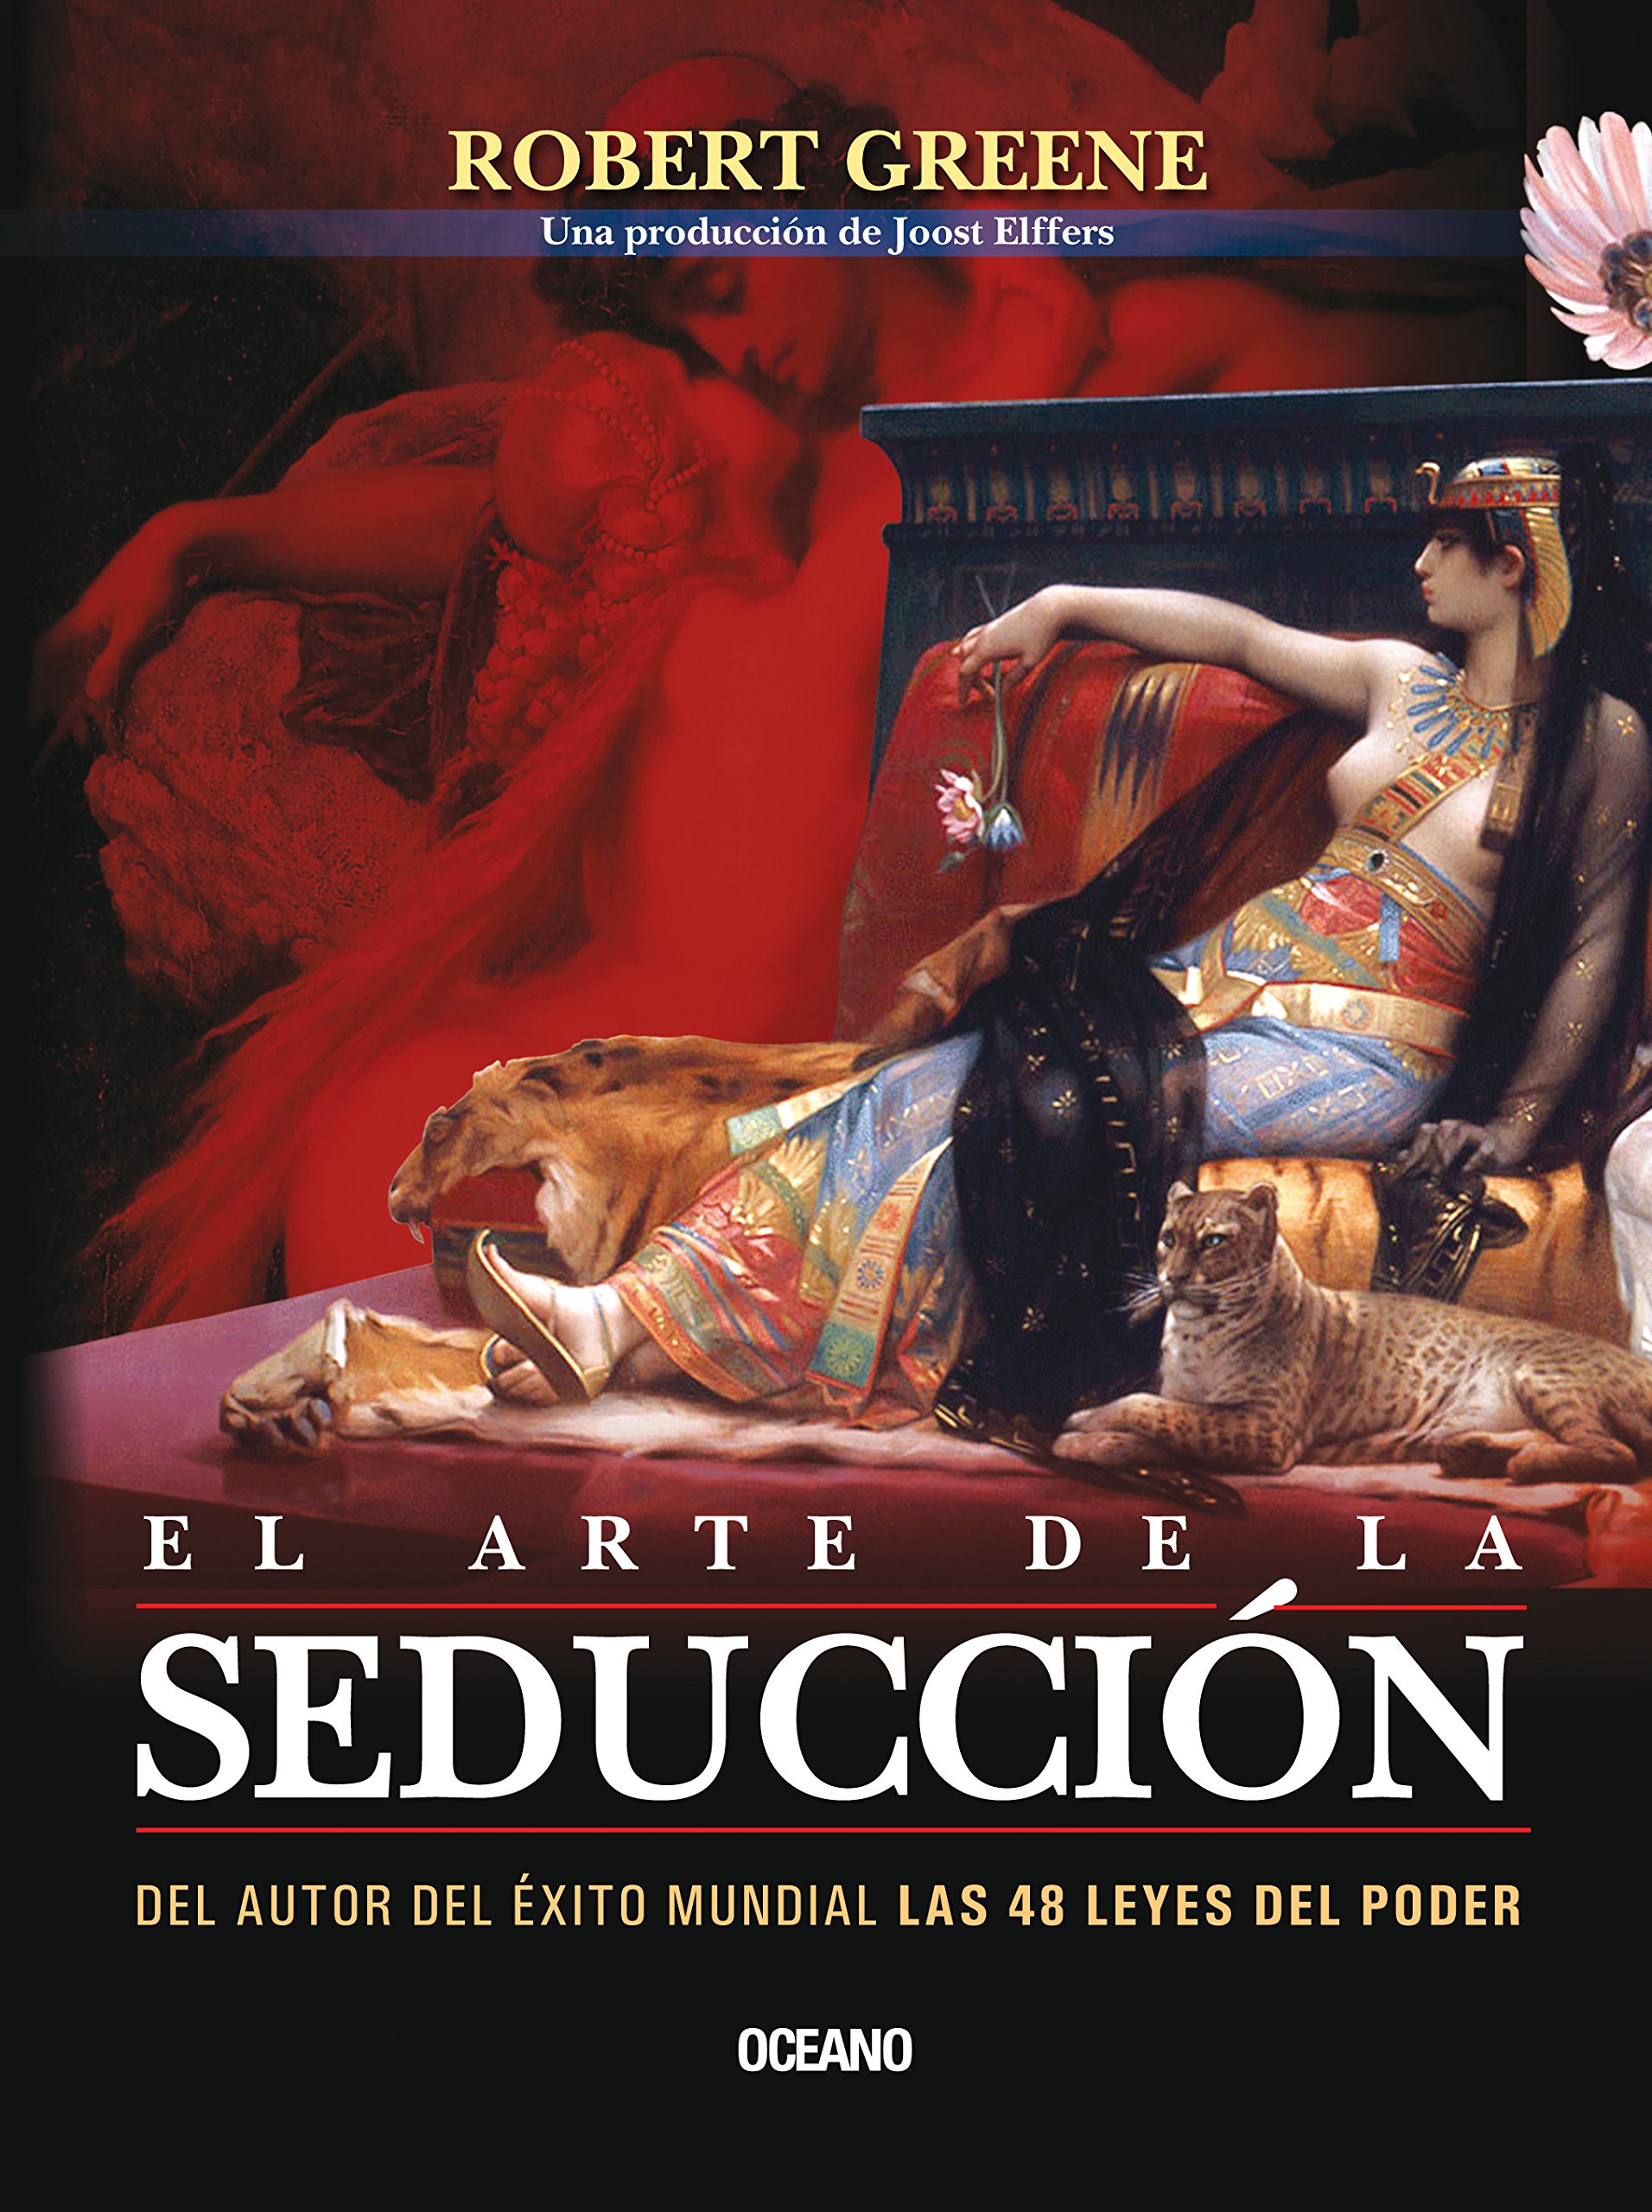 ROBERT GREENE
Una producción de Joost Elffers
EL ARTE DE LA
SEDUCCIÓN
DEL AUTOR DEL ÉXITO MUNDIAL LAS 48 LEYES DEL PODER
OCEANO